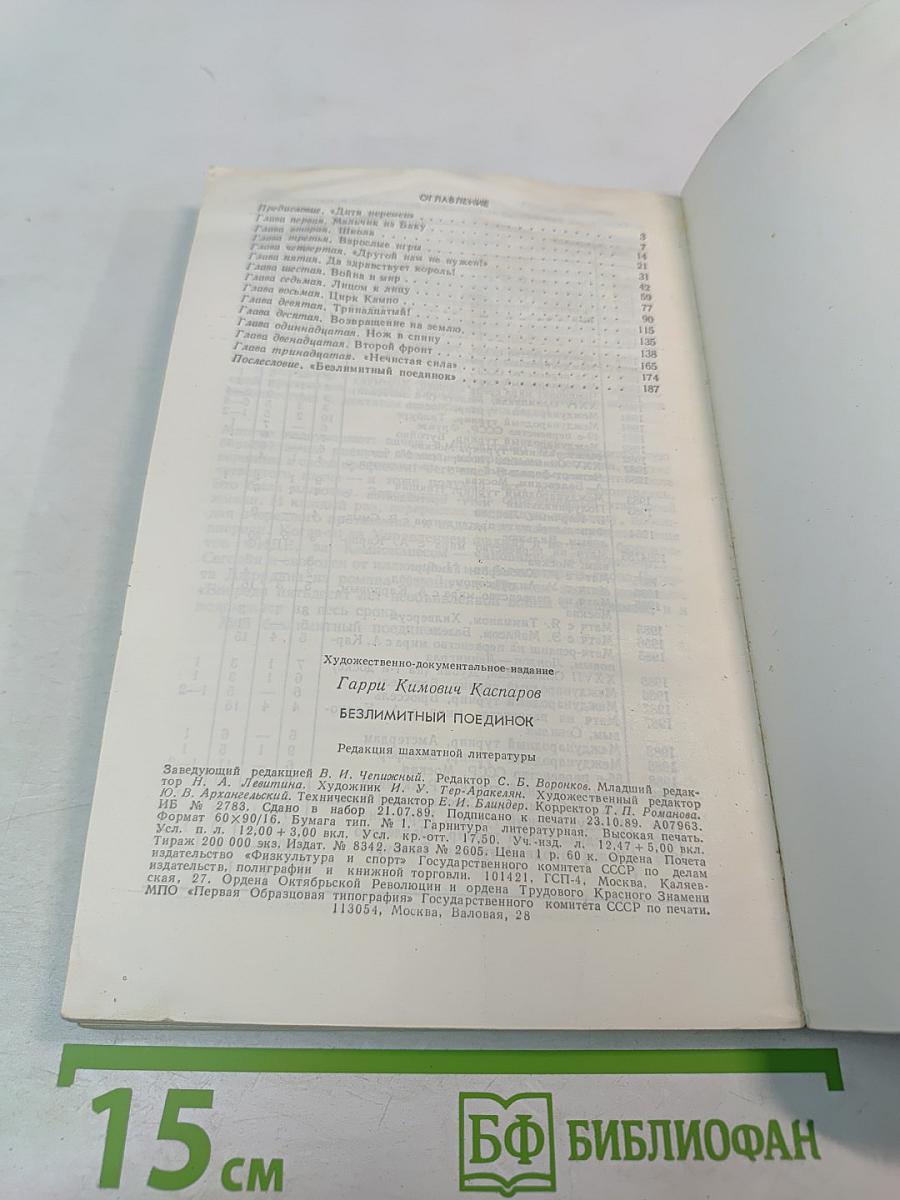 ОГЛАВЛЕНИЕ
Предисловие. «Дитя перемен» . . . 3
Глава первая. Мальчик из Баку . . . 7
Глава вторая. Школа . . . 14
Глава третья. Взрослые игры . . . 21
Глава четвертая. «Другой нам не нужен!» . . . 31
Глава пятая. Да здравствует король! . . . 42
Глава шестая. Война и мир . . . 59
Глава седьмая. Лицом к лицу . . . 77
Глава восьмая. Цирк Кампо . . . 90
Глава девятая. Тринадцатый! . . . 115
Глава десятая. Возвращение на землю. . . . 135
Глава одиннадцатая. Нож в спину . . . 138
Глава двенадцатая. Второй фронт . . . 165
Глава тринадцатая. «Нечистая сила» . . . 174
Послесловие. «Безлимитный поединок» . . . 187
Художественно-документальное издание
Гарри Кимович Каспаров
БЕЗЛИМИТНЫЙ ПОЕДИНОК
Редакция шахматной литературы
Заведующий редакцией В. И. Чепижный. Редактор С. Б. Воронков. Младший редак-
тор Н. А. Левитина. Художник И. У. Тер-Аракелян. Художественный редактор
Ю. В. Архангельский. Технический редактор Е. И. Блиндер. Корректор Т. П. Романова.
ИБ № 2783. Сдано в набор 21.07.89. Подписано к печати 23.10.89. А07963.
Формат 60×90/16. Бумага тип. № 1. Гарнитура литературная. Высокая печать.
Усл. п. л. 12,00+3,00 вкл. Усл. кр.-отт. 17,50. Уч.-изд. л. 12,47+5,00 вкл.
Тираж 200 000 экз. Издат. № 8342. Заказ № 2605. Цена 1 р. 60 к. Ордена Почета
издательство «Физкультура и спорт» Государственного комитета СССР по делам
издательств, полиграфии и книжной торговли. 101421, ГСП-4, Москва, Каляев-
ская, 27. Ордена Октябрьской Революции и ордена Трудового Красного Знамени
МПО «Первая Образцовая типография» Государственного комитета СССР по печати.
113054, Москва, Валовая, 28
15 см
БФ БИБЛИОФАН